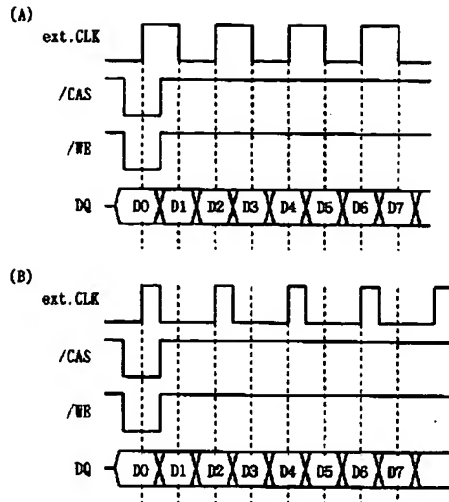 (A)
ext.CLK
/CAS
/WE
DQ D0 D1 D2 D3 D4 D5 D6 D7
(B)
ext.CLK
/CAS
/WE
DQ D0 D1 D2 D3 D4 D5 D6 D7